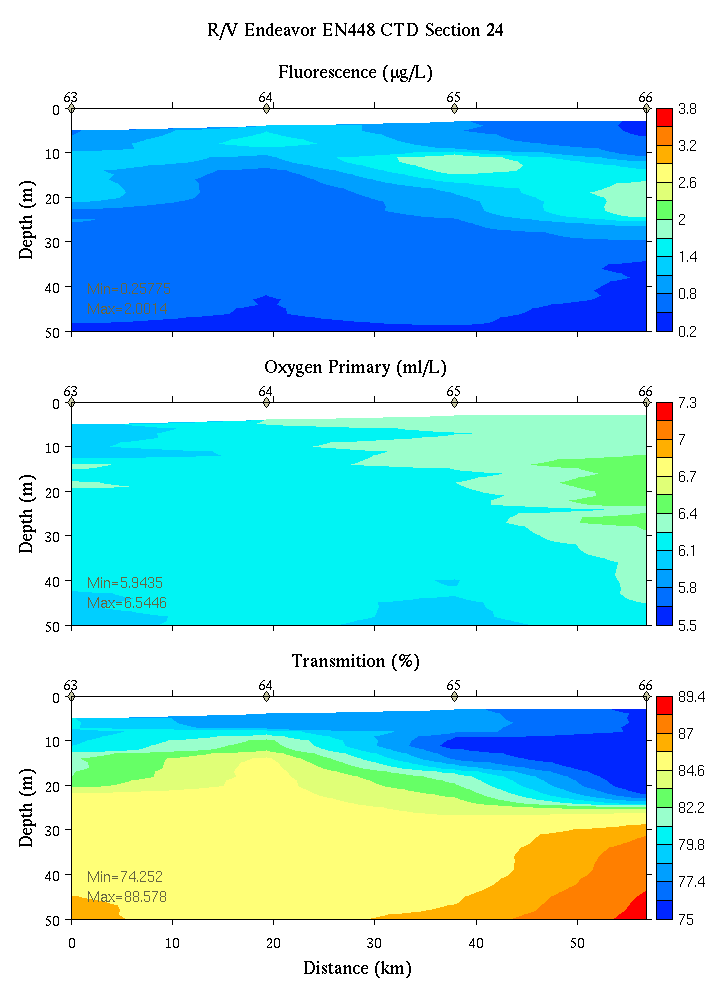 R/V Endeavor EN448 CTD Section 24
Fluorescence (µg/L)
63 64 65 66
0
10
20
30
40
50
Depth (m)
3.8
3.2
2.6
2
1.4
0.8
0.2
Oxygen Primary (ml/L)
63 64 65 66
0
10
20
30
40
50
Depth (m)
Min=5.9435
Max=6.5446
7.3
7
6.7
6.4
6.1
5.8
5.5
Transmition (%)
63 64 65 66
0
10
20
30
40
50
Depth (m)
Min=74.252
Max=88.578
89.4
87
84.6
82.2
79.8
77.4
75
0 10 20 30 40 50
Distance (km)